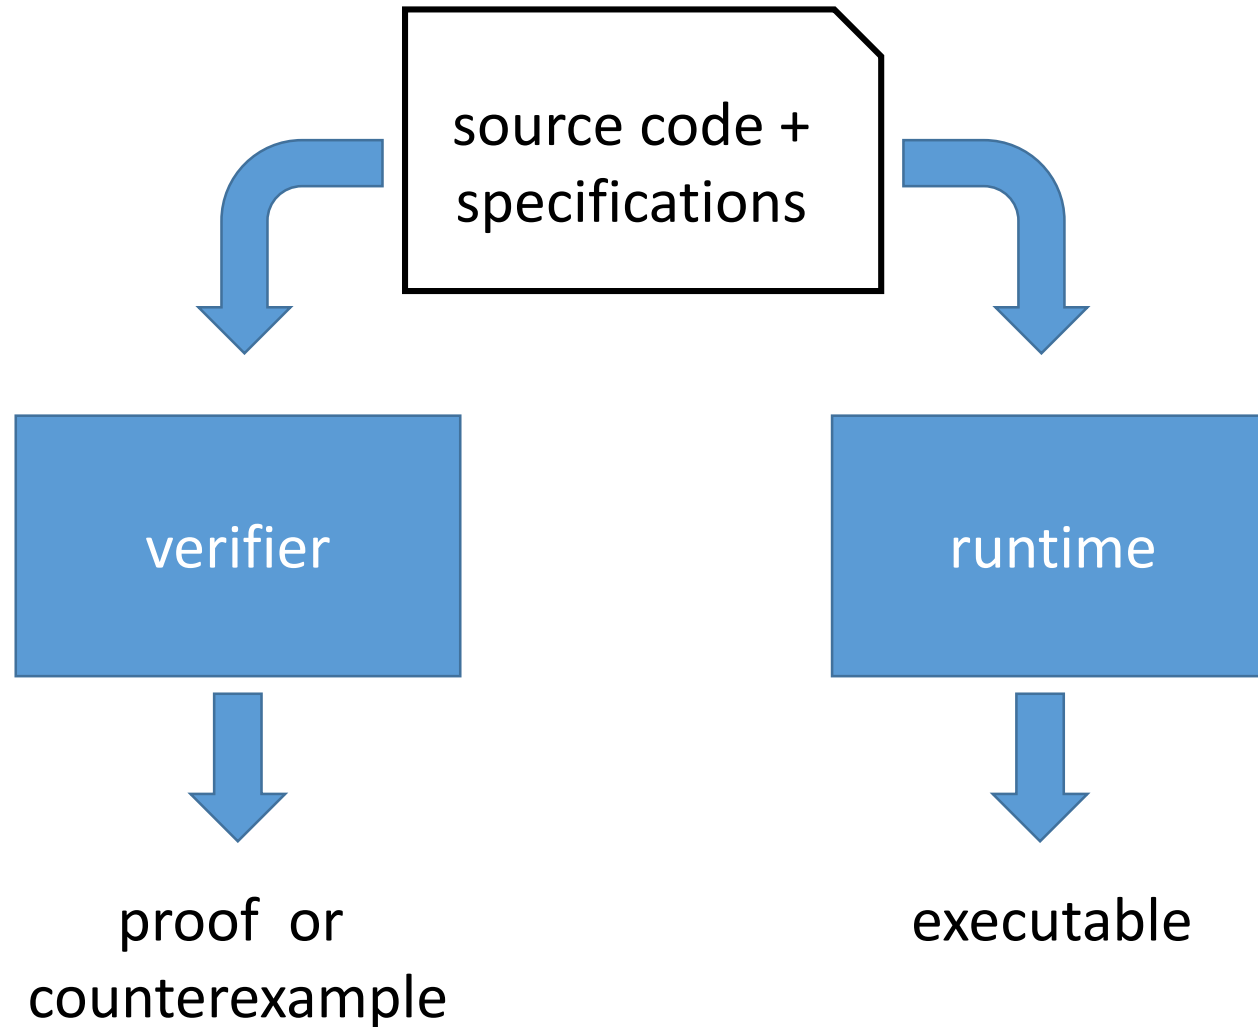 source code +
specifications
verifier
runtime
proof or
counterexample
executable